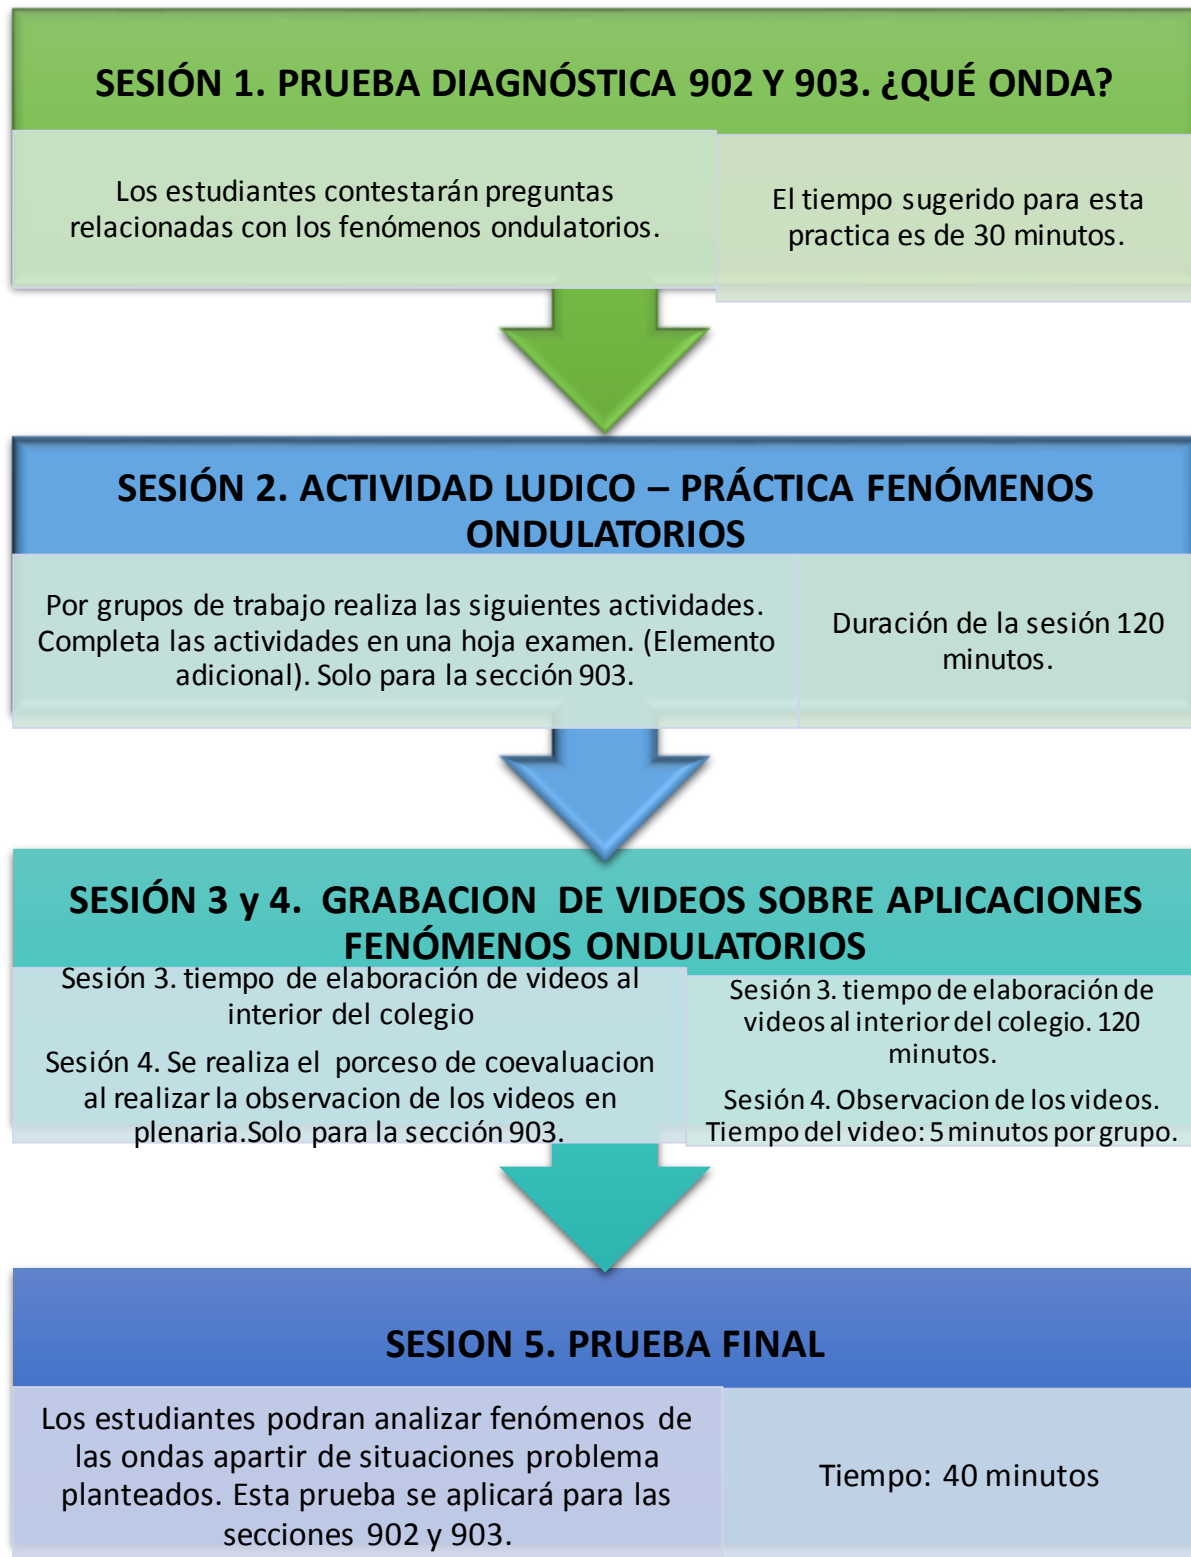 SESIÓN 1. PRUEBA DIAGNÓSTICA 902 Y 903. ¿QUÉ ONDA?
Los estudiantes contestarán preguntas
relacionadas con los fenómenos ondulatorios.
El tiempo sugerido para esta
practica es de 30 minutos.
SESIÓN 2. ACTIVIDAD LUDICO – PRÁCTICA FENÓMENOS
ONDULATORIOS
Por grupos de trabajo realiza las siguientes actividades.
Completa las actividades en una hoja examen. (Elemento
adicional). Solo para la sección 903.
Duración de la sesión 120
minutos.
SESIÓN 3 y 4. GRABACION DE VIDEOS SOBRE APLICACIONES
FENÓMENOS ONDULATORIOS
Sesión 3. tiempo de elaboración de videos al
interior del colegio
Sesión 4. Se realiza el porceso de coevaluacion
al realizar la observacion de los videos en
plenaria.Solo para la sección 903.
Sesión 3. tiempo de elaboración de
videos al interior del colegio. 120
minutos.
Sesión 4. Observacion de los videos.
Tiempo del video: 5 minutos por grupo.
SESION 5. PRUEBA FINAL
Los estudiantes podran analizar fenómenos de
las ondas apartir de situaciones problema
planteados. Esta prueba se aplicará para las
secciones 902 y 903.
Tiempo: 40 minutos